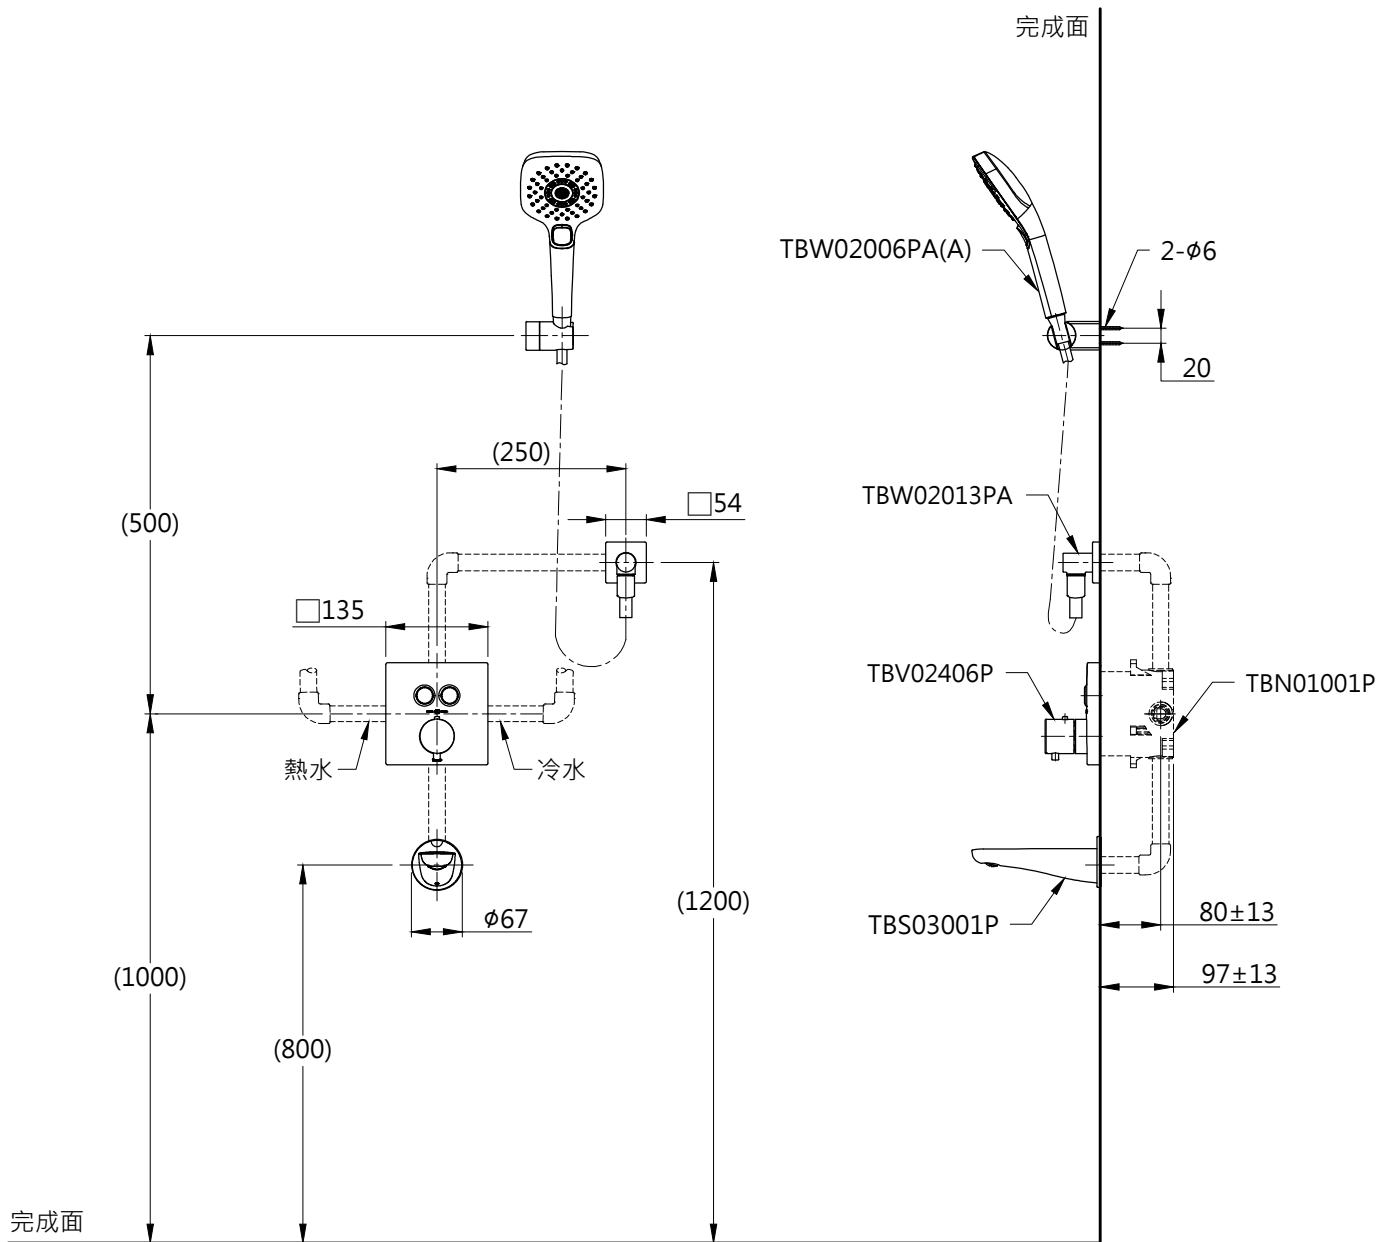 完成面
TBW02006PA(A)
2-φ6
20
(250)
□54
TBW02013PA
(500)
□135
TBV02406P
TBN01001P
熱水
冷水
(1200)
φ67
TBS03001P
80±13
97±13
(1000)
(800)
完成面